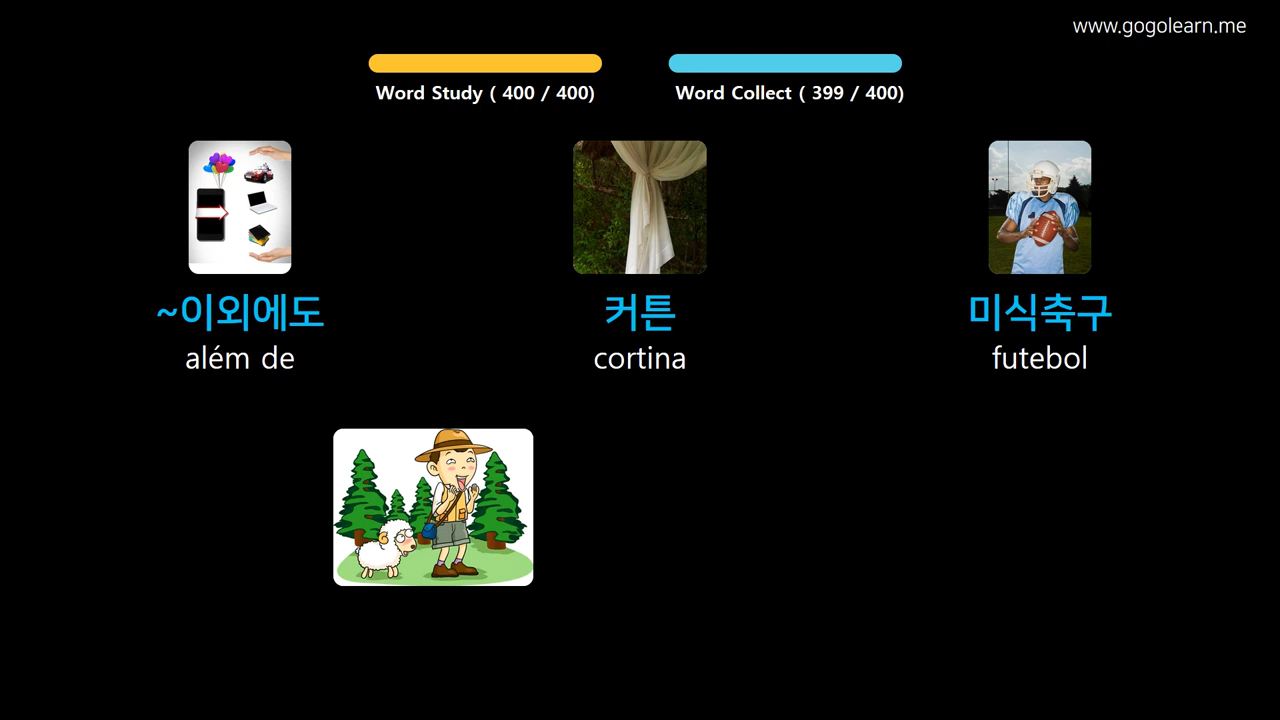 www.gogolearn.me
Word Study ( 400 / 400)
Word Collect ( 399 / 400)
~이외에도
além de
커튼
cortina
미식축구
futebol